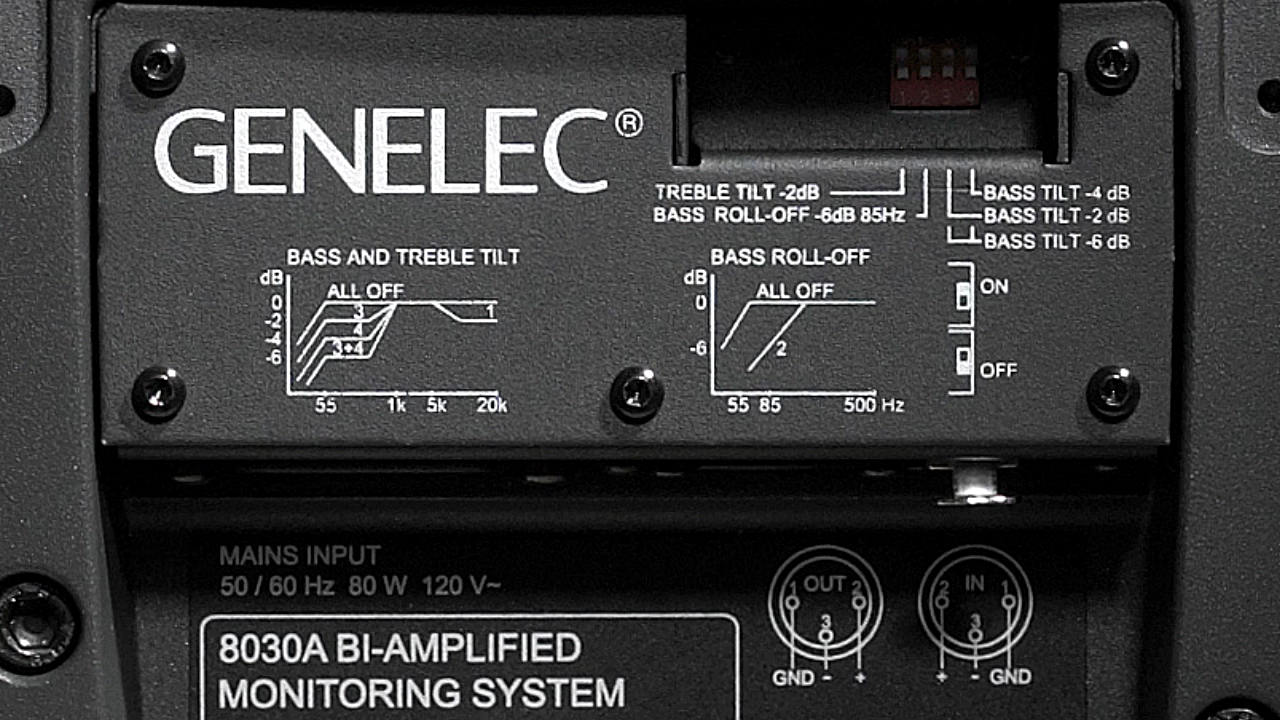 1 2 3 4
GENELEC®
TREBLE TILT -2dB
BASS ROLL-OFF -6dB 85Hz
BASS TILT -4 dB
BASS TILT -2 dB
BASS TILT -6 dB
BASS AND TREBLE TILT
dB
ALL OFF
0
-2
-4
-6
3
4
3+4
1
55 1k 5k 20k
BASS ROLL-OFF
dB
ALL OFF
0
-6
2
55 85 500 Hz
ON
OFF
MAINS INPUT
50 / 60 Hz 80 W 120 V~
8030A BI-AMPLIFIED
MONITORING SYSTEM
OUT
1 2
3
GND - +
IN
2 1
3
+ - GND